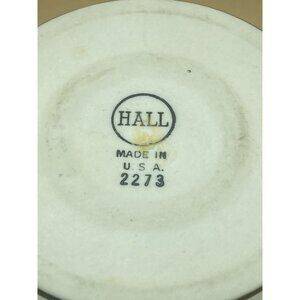 HALL
MADE IN
U. S. A.
2273